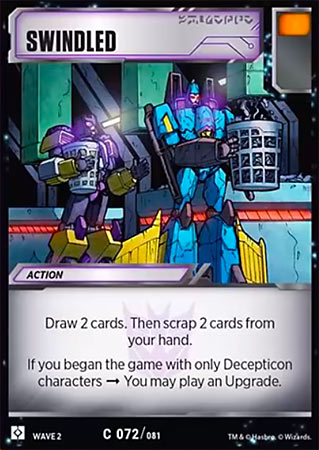 SWINDLED
1
ACTION
Draw 2 cards. Then scrap 2 cards from
your hand.
If you began the game with only Decepticon
characters → You may play an Upgrade.
WAVE 2 C 072/081 TM & © Hasbro. © Wizards.